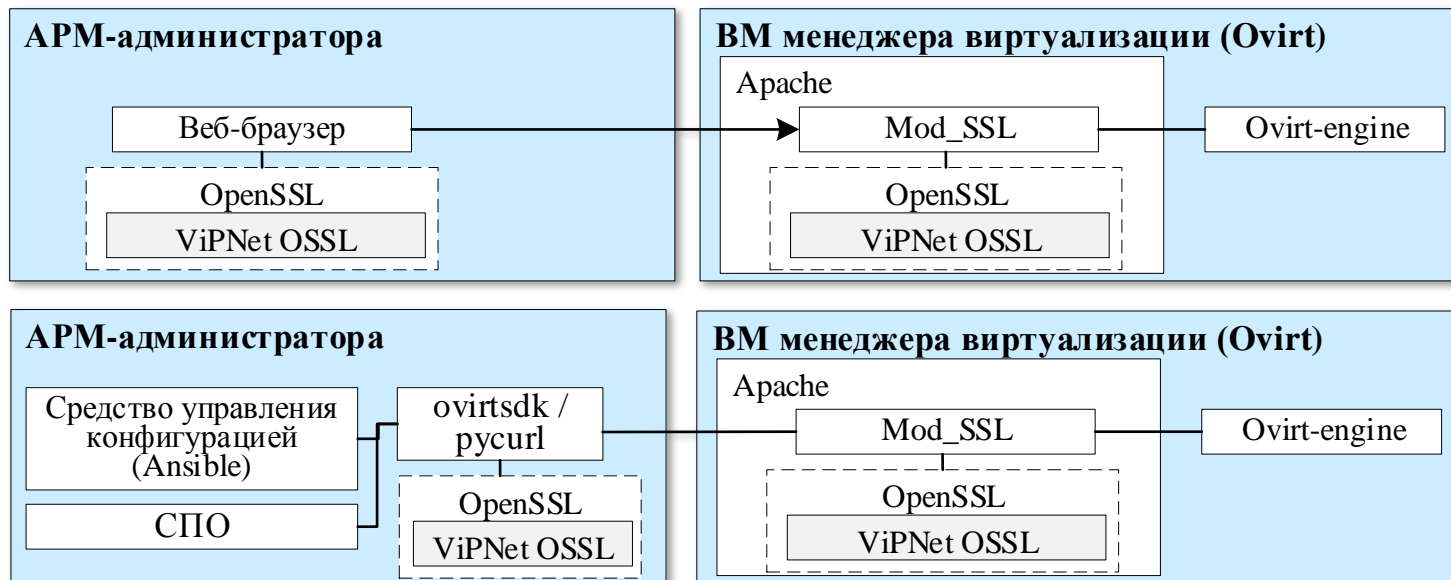 АРМ-администратора
Веб-браузер
OpenSSL
ViPNet OSSL
ВМ менеджера виртуализации (Ovirt)
Apache
Mod_SSL
OpenSSL
ViPNet OSSL
Ovirt-engine
АРМ-администратора
Средство управления
конфигурацией
(Ansible)
СПО
ovirtsdk /
pycurl
OpenSSL
ViPNet OSSL
ВМ менеджера виртуализации (Ovirt)
Apache
Mod_SSL
OpenSSL
ViPNet OSSL
Ovirt-engine